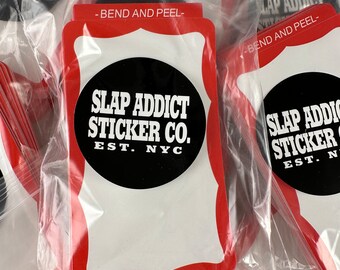 - BEND AND PEEL -
SLAP ADDICT
STICKER CO.
EST. NYC
- BEND AND PEEL -
SLAP ADDICT
STICKER CO.
EST. NYC